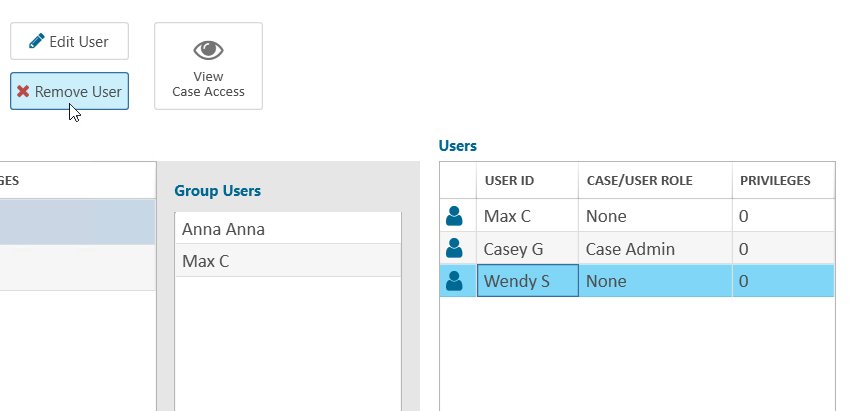 Edit User
Remove User
View
Case Access
GES
Group Users
Anna Anna
Max C
Users
USER ID CASE/USER ROLE PRIVILEGES
Max C None 0
Casey G Case Admin 0
Wendy S None 0